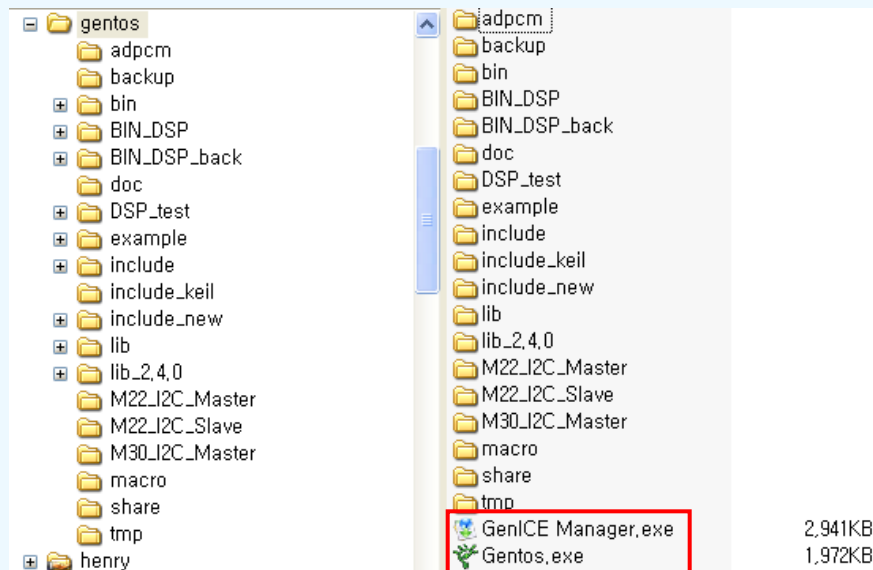 gentos
adpcm
backup
bin
BIN_DSP
BIN_DSP_back
doc
DSP_test
example
include
include_keil
include_new
lib
lib_2,4,0
M22_I2C_Master
M22_I2C_Slave
M30_I2C_Master
macro
share
tmp
henry
adpcm
backup
bin
BIN_DSP
BIN_DSP_back
doc
DSP_test
example
include
include_keil
include_new
lib
lib_2,4,0
M22_I2C_Master
M22_I2C_Slave
M30_I2C_Master
macro
share
tmp
GenICE Manager,exe 2,941KB
Gentos,exe 1,972KB